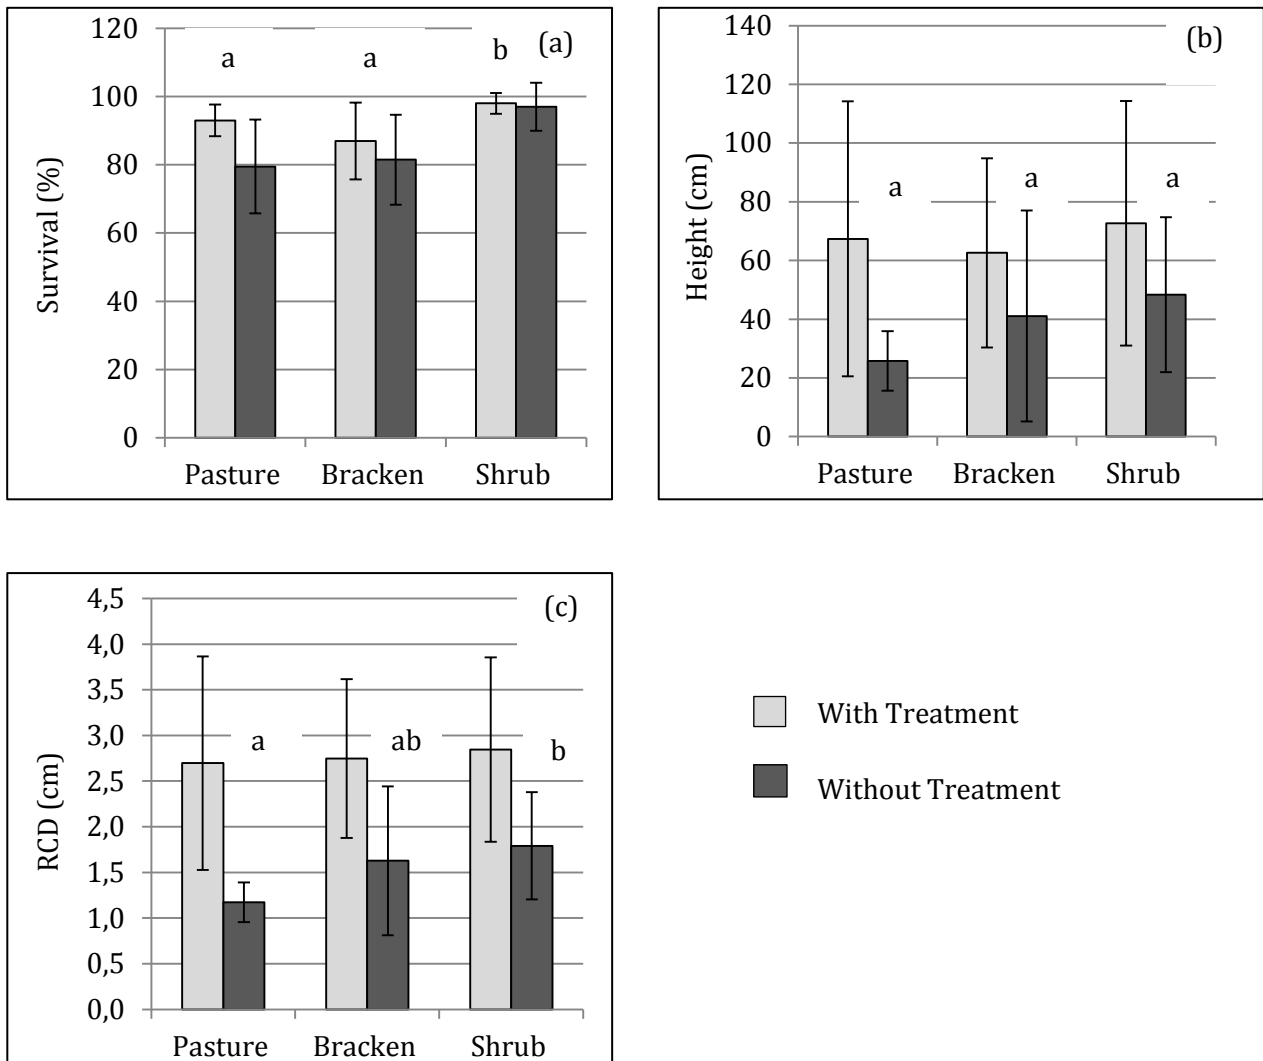 (a)
120
100
80
60
40
20
0
Survival (%)
a a b
Pasture Bracken Shrub
(b)
140
120
100
80
60
40
20
0
Height (cm)
a a a
Pasture Bracken Shrub
(c)
4,5
4,0
3,5
3,0
2,5
2,0
1,5
1,0
0,5
0,0
RCD (cm)
a ab b
Pasture Bracken Shrub
With Treatment
Without Treatment